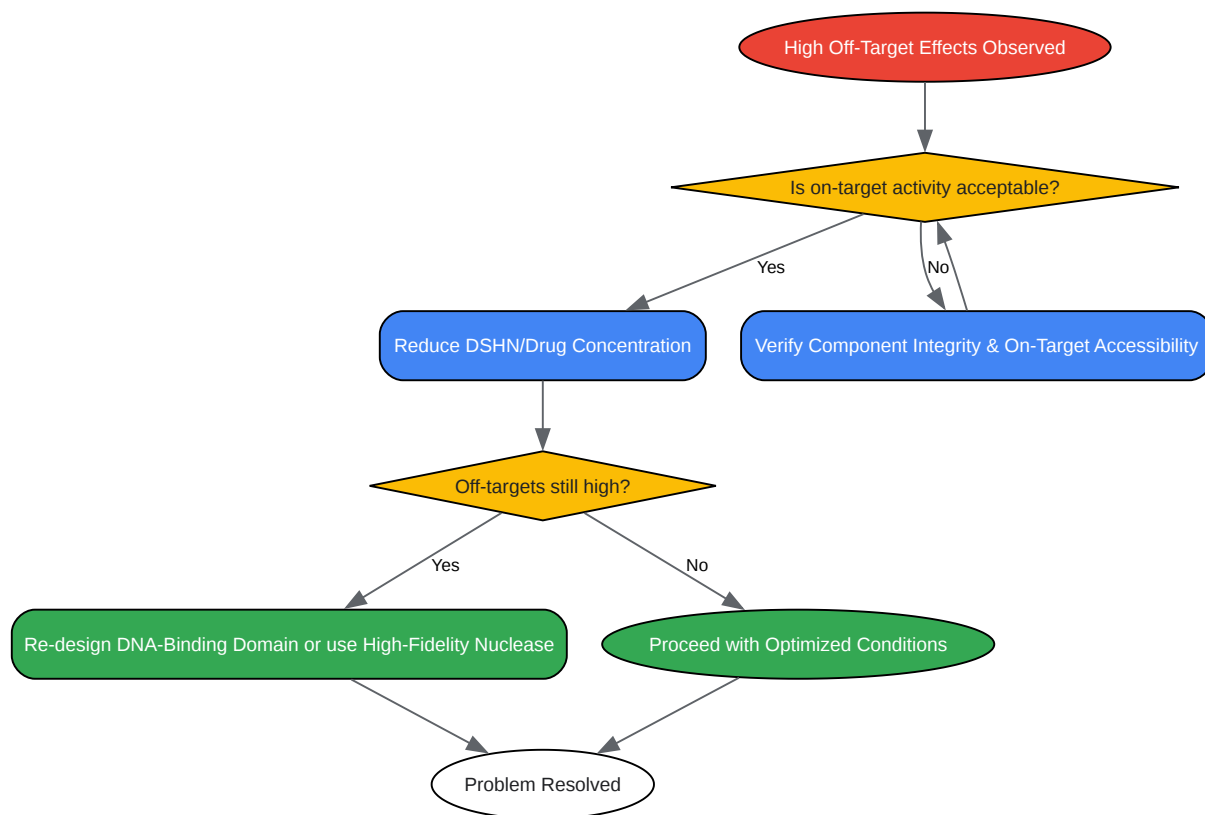 High Off-Target Effects Observed
Is on-target activity acceptable?
Yes
No
Reduce DSHN/Drug Concentration
Verify Component Integrity & On-Target Accessibility
Off-targets still high?
Yes
No
Re-design DNA-Binding Domain or use High-Fidelity Nuclease
Proceed with Optimized Conditions
Problem Resolved